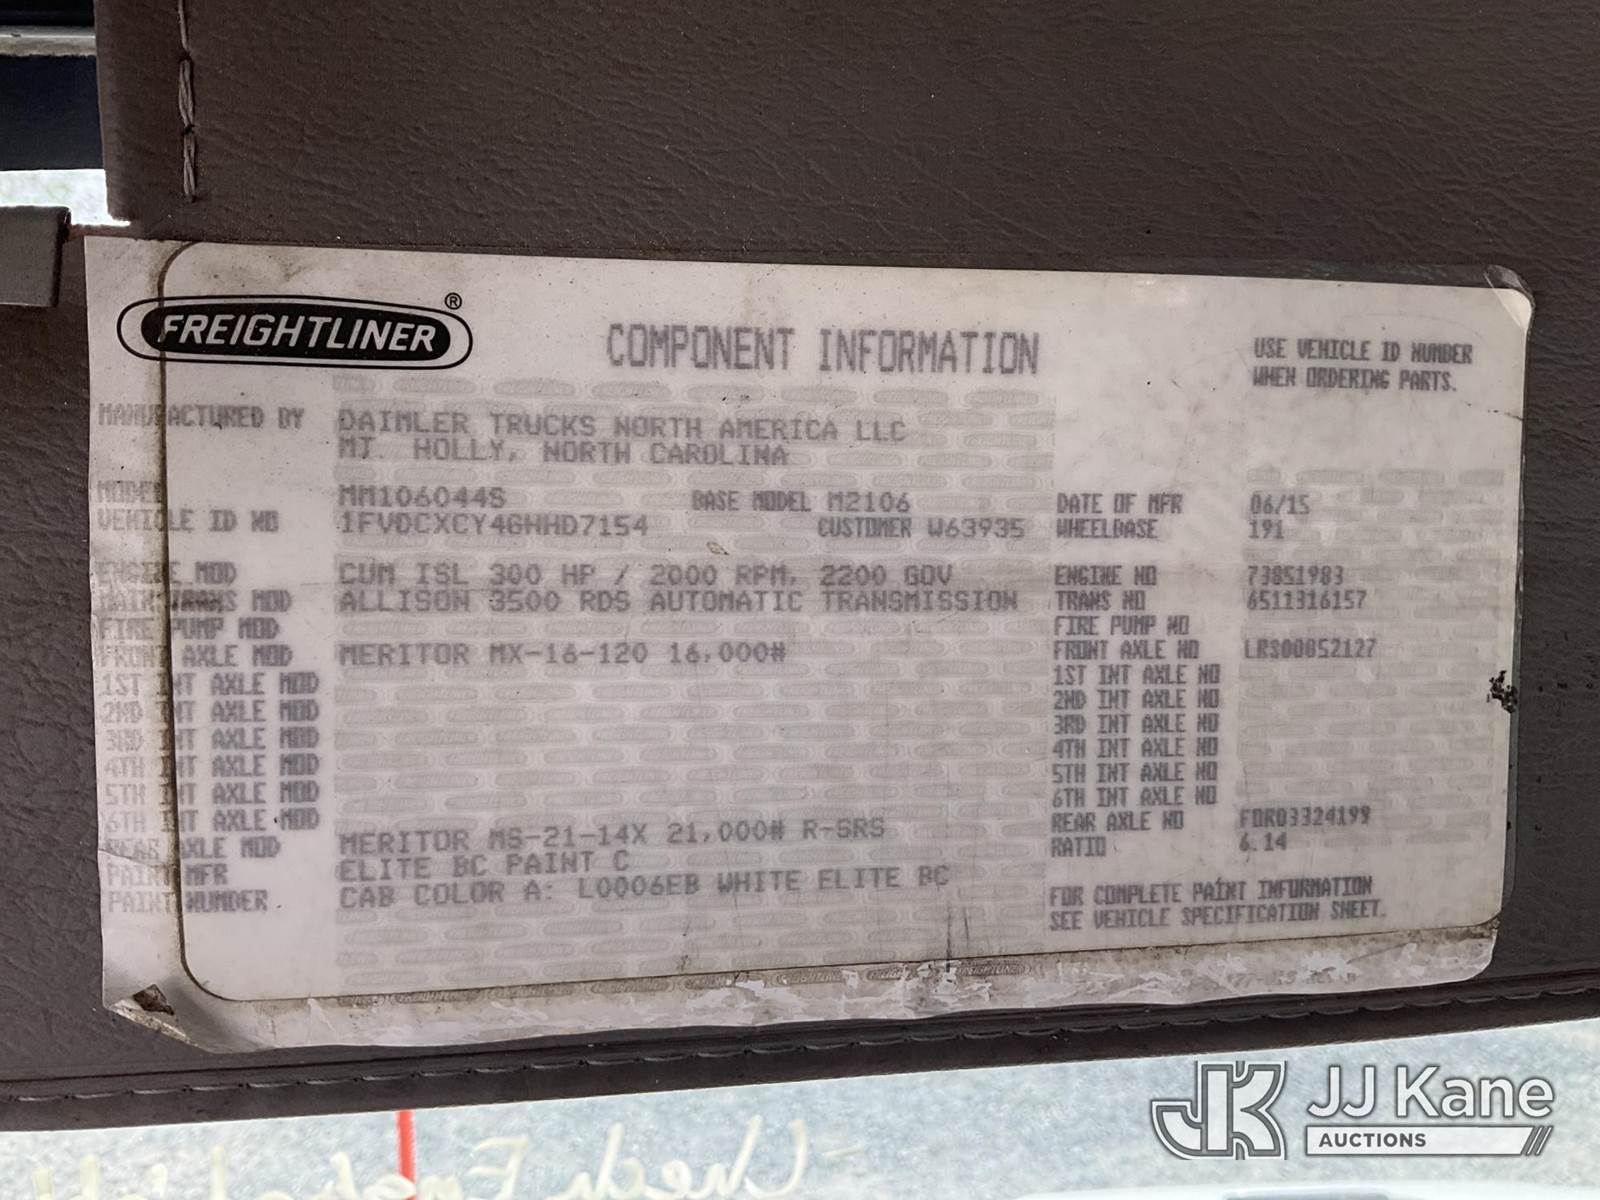 FREIGHTLINER®
COMPONENT INFORMATION
USE VEHICLE ID NUMBER
WHEN ORDERING PARTS.
MANUFACTURED BY DAIMLER TRUCKS NORTH AMERICA LLC
MT. HOLLY, NORTH CAROLINA
MODEL MM106044S BASE MODEL M2106 DATE OF MFR 06/15
VEHICLE ID NO 1FVDCXCY4GHHD7154 CUSTOMER W63935 WHEELBASE 191
ENGINE MOD CUM ISL 300 HP / 2000 RPM, 2200 GOV ENGINE NO 73851983
MAIN TRANS MOD ALLISON 3500 RDS AUTOMATIC TRANSMISSION TRANS NO 6511316157
FIRE PUMP MOD FIRE PUMP NO
FRONT AXLE MOD MERITOR MX-16-120 16,000# FRONT AXLE NO LRS00852127
1ST INT AXLE MOD 1ST INT AXLE NO
2ND INT AXLE MOD 2ND INT AXLE NO
3RD INT AXLE MOD 3RD INT AXLE NO
4TH INT AXLE MOD 4TH INT AXLE NO
5TH INT AXLE MOD 5TH INT AXLE NO
6TH INT AXLE MOD 6TH INT AXLE NO
REAR AXLE MOD MERITOR MS-21-14X 21,000# R-SRS REAR AXLE NO FOR03324199
PAINT MFR ELITE BC PAINT C RATIO 6.14
PAINT NUMBER CAB COLOR A: L0006EB WHITE ELITE BC
FOR COMPLETE PAINT INFORMATION
SEE VEHICLE SPECIFICATION SHEET.
JK JJ Kane
AUCTIONS
Check Engine